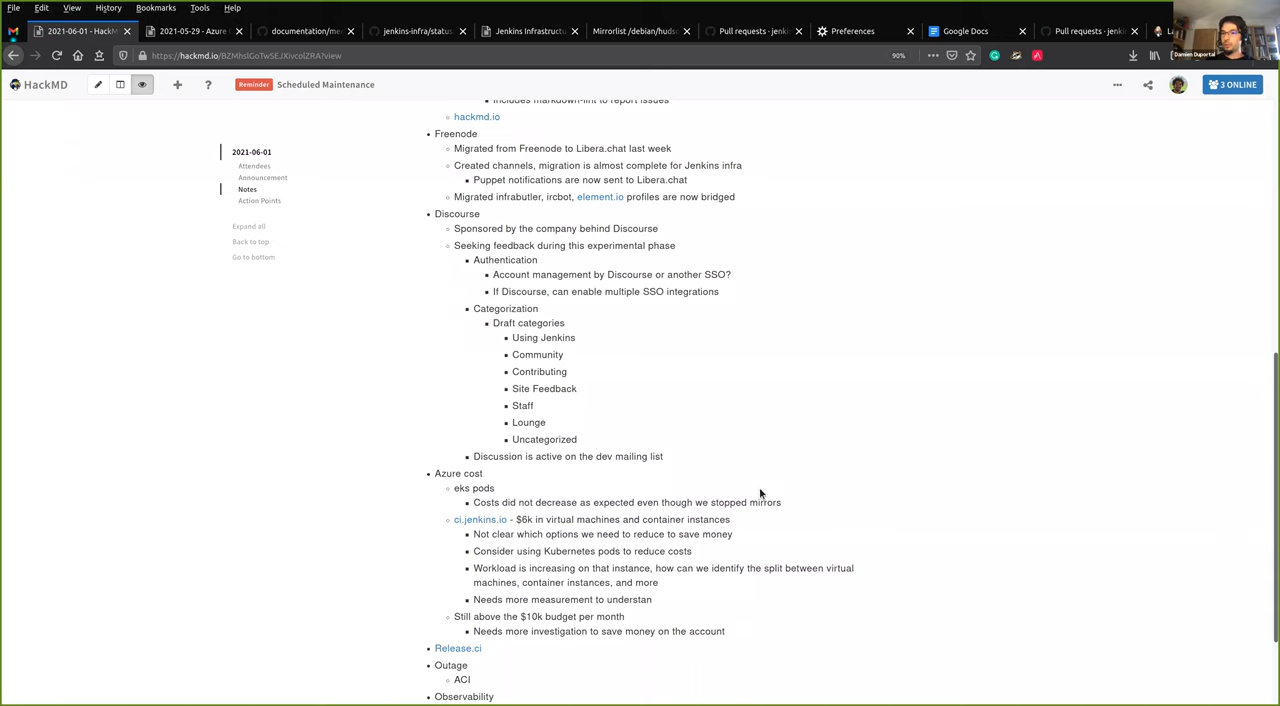 File Edit View History Bookmarks Tools Help
2021-06-01 - HackM
2021-05-29 - Azure
documentation/me
jenkins-infra/status
Jenkins Infrastruct
Mirrorlist /debian/huds
Pull requests · jenki
Preferences
Google Docs
Pull requests · jenki
https://hackmd.io/BZMhslGoTwSEJXivcolZRA?view
90%
Damien Duportal
HackMD
Reminder Scheduled Maintenance
3 ONLINE
2021-06-01
Attendees
Announcement
Notes
Action Points
Expand all
Back to top
Go to bottom
Includes markdown-lint to report issues
hackmd.io
Freenode
Migrated from Freenode to Libera.chat last week
Created channels, migration is almost complete for Jenkins infra
Puppet notifications are now sent to Libera.chat
Migrated infrabutler, ircbot, element.io profiles are now bridged
Discourse
Sponsored by the company behind Discourse
Seeking feedback during this experimental phase
Authentication
Account management by Discourse or another SSO?
If Discourse, can enable multiple SSO integrations
Categorization
Draft categories
Using Jenkins
Community
Contributing
Site Feedback
Staff
Lounge
Uncategorized
Discussion is active on the dev mailing list
Azure cost
eks pods
Costs did not decrease as expected even though we stopped mirrors
ci.jenkins.io - $6k in virtual machines and container instances
Not clear which options we need to reduce to save money
Consider using Kubernetes pods to reduce costs
Workload is increasing on that instance, how can we identify the split between virtual
machines, container instances, and more
Needs more measurement to understan
Still above the $10k budget per month
Needs more investigation to save money on the account
Release.ci
Outage
ACI
Observability